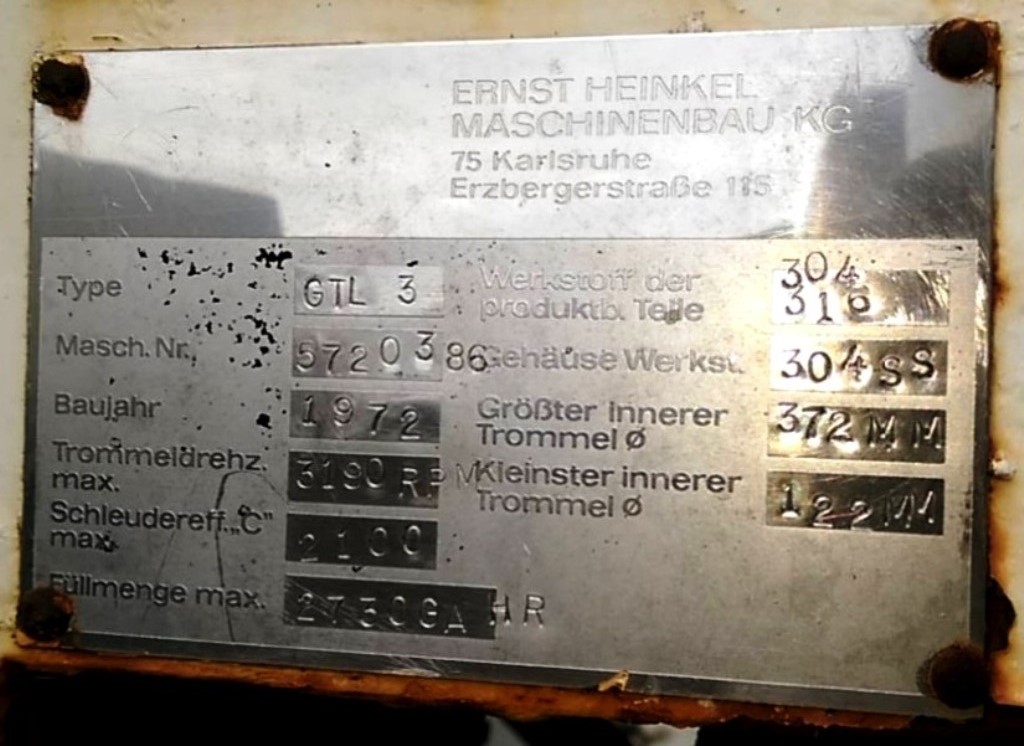 ERNST HEINKEL
MASCHINENBAU KG
75 Karlsruhe
Erzbergerstraße 115
Type GTL 3
Masch. Nr. 5720386
Baujahr 1972
Trommeldrehz. max. 3190 RPM
Schleudereff. „C" max. 2100
Füllmenge max. 2730GA HR
Werkstoff der produktb. Teile 304 316
Gehäuse Werkst. 304 SS
Größter innerer Trommel ø 372MM
Kleinster innerer Trommel ø 122MM